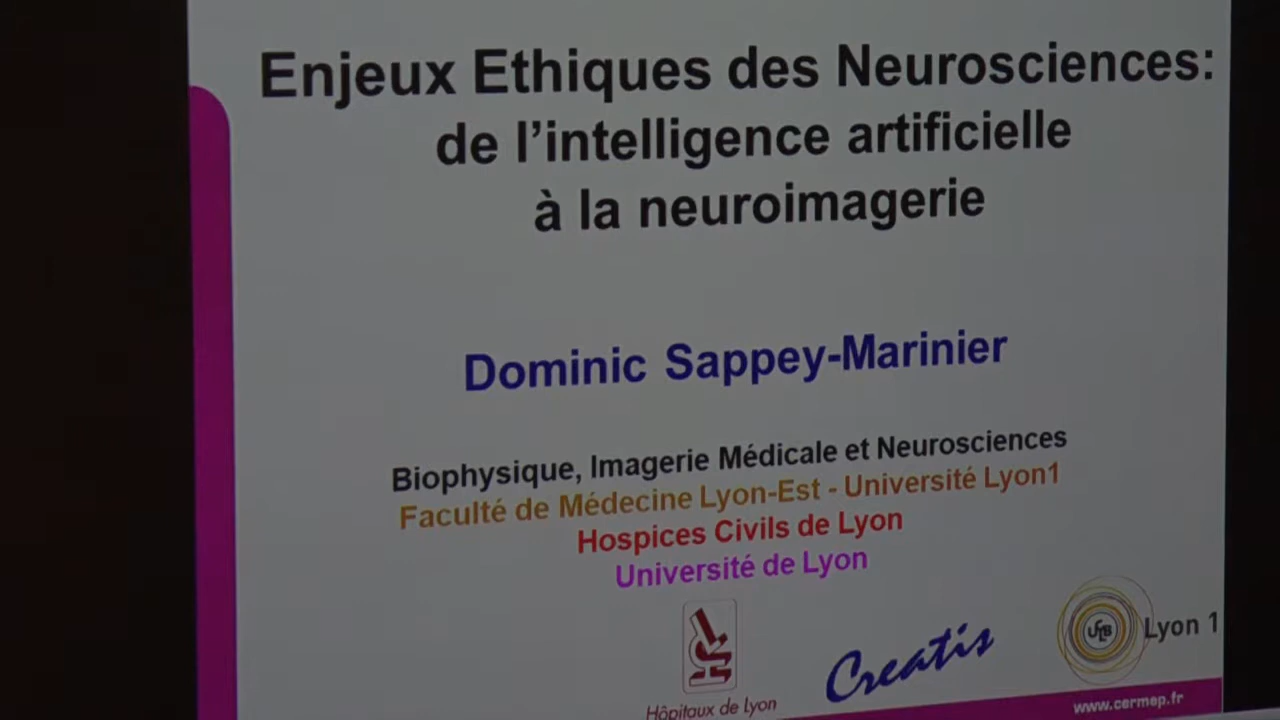 Enjeux Ethiques des Neurosciences:
de l'intelligence artificielle
à la neuroimagerie
Dominic Sappey-Marinier
Biophysique, Imagerie Médicale et Neurosciences
Faculté de Médecine Lyon-Est - Université Lyon1
Hospices Civils de Lyon
Université de Lyon
Hôpitaux de Lyon
Creatis
UCB Lyon 1
www.cermep.fr